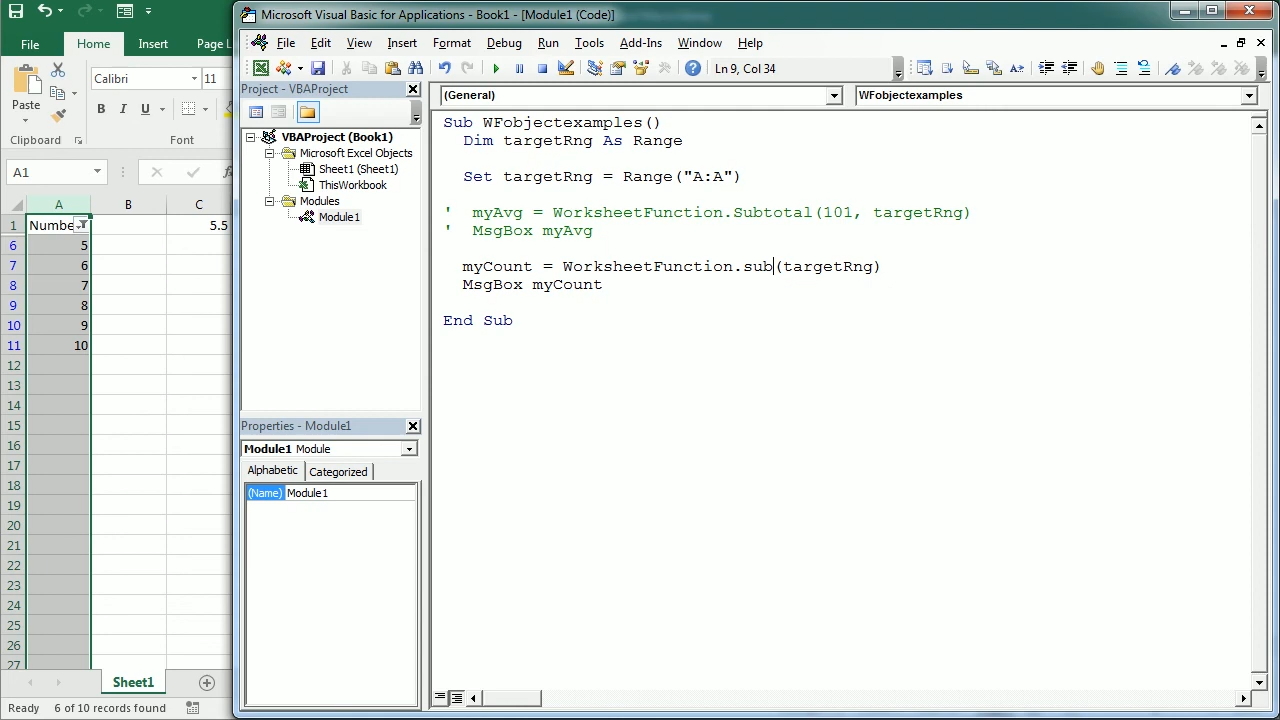 Microsoft Visual Basic for Applications - Book1 - [Module1 (Code)]
File Home Insert Page L
File Edit View Insert Format Debug Run Tools Add-Ins Window Help
Ln 9, Col 34
Calibri 11
Paste
B I U
Clipboard Font
A1
Project - VBAProject
VBAProject (Book1)
Microsoft Excel Objects
Sheet1 (Sheet1)
ThisWorkbook
Modules
Module1
Properties - Module1
Module1 Module
Alphabetic Categorized
(Name) Module1
(General) WFobjectexamples
Sub WFobjectexamples()
Dim targetRng As Range
Set targetRng = Range("A:A")
' myAvg = WorksheetFunction.Subtotal(101, targetRng)
' MsgBox myAvg
myCount = WorksheetFunction.sub(targetRng)
MsgBox myCount
End Sub
A B C
1 Numbe 5.5
6 5
7 6
8 7
9 8
10 9
11 10
12
13
14
15
16
17
18
19
20
21
22
23
24
25
26
27
Sheet1
Ready 6 of 10 records found